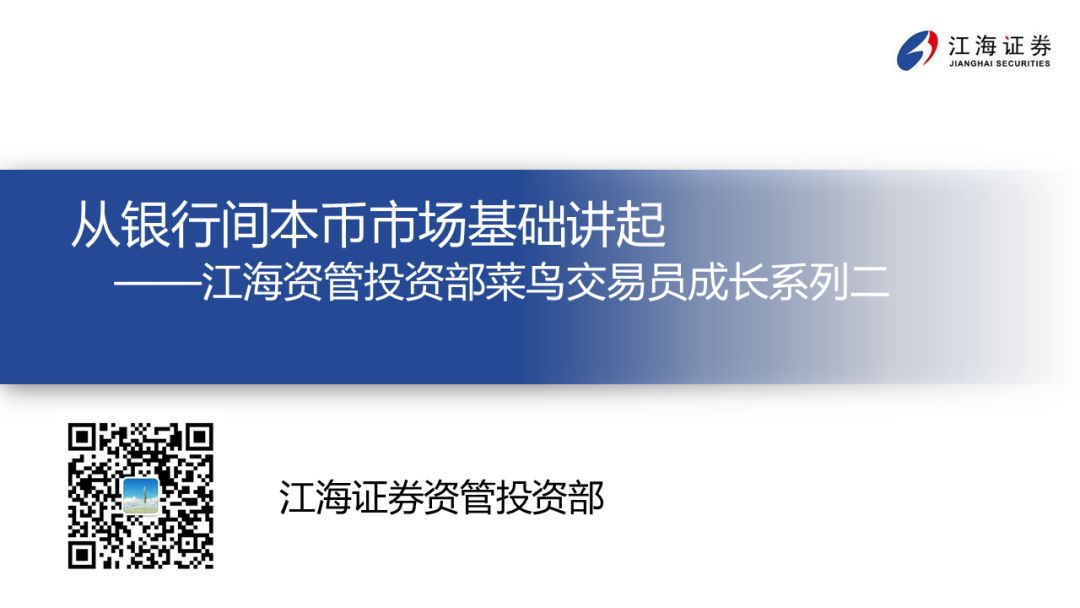 江海证券
JIANGHAI SECURITIES
从银行间本币市场基础讲起
——江海资管投资部菜鸟交易员成长系列二
江海证券资管投资部